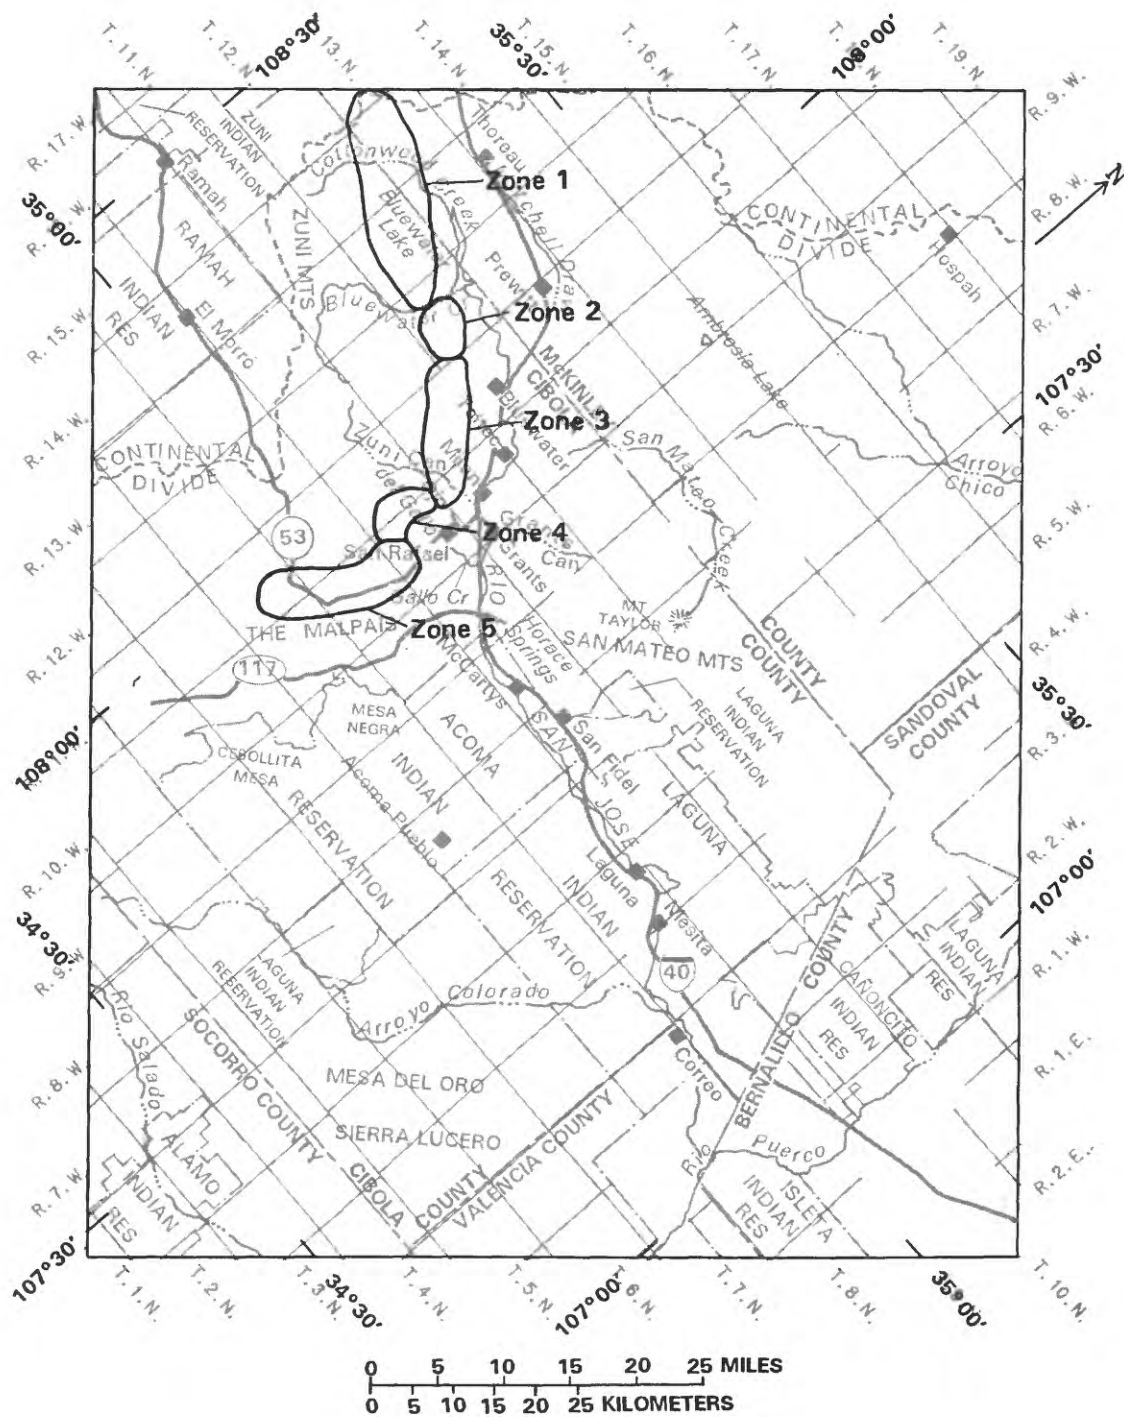 T. 11. N.
T. 12. N.
108°30'
T. 13. N.
T. 14. N.
35°30'
T. 15. N.
T. 16. N.
T. 17. N.
108°00'
T. 19. N.
R. 9. W.
R. 17. W.
ZUNI
INDIAN
RESERVATION
Ramah
Cottonwood Creek
Thoreau
Zone 1
R. 8. W.
N
35°00'
RAMAH
INDIAN
RES
ZUNI MTS
Bluewater
Lake
Mitchell Draw
CONTINENTAL
DIVIDE
Hospah
Prewitt
R. 7. W.
El Morro
Bluewater Cr
Zone 2
Ambrosia Lake
R. 15. W.
McKINLEY
CIBOLA
107°30'
R. 6. W.
Bluewater
Zone 3
San Mateo
Creek
R. 14. W.
Zuni Can
CONTINENTAL
DIVIDE
Arroyo
Chico
R. 5. W.
53
Zone 4
Grants
Can
Grants
R. 13. W.
San Rafael
RIO
Gallo Cr
MT
TAYLOR
THE MALPAIS
Zone 5
Horace
Springs
SAN MATEO MTS
COUNTY
COUNTY
R. 4. W.
R. 12. W.
117
McCartys
35°30'
MESA
NEGRA
ACOMA
INDIAN
RESERVATION
SAN
JOSE
San Fidel
LAGUNA
INDIAN
RESERVATION
SANDOVAL
COUNTY
R. 3. W.
108°00'
CEBOLLITA
MESA
Acoma Pueblo
LAGUNA
INDIAN
RESERVATION
R. 2. W.
R. 10. W.
Laguna
107°00'
Mesita
34°30'
R. 9. W.
LAGUNA
INDIAN
RESERVATION
40
CAÑONCITO
INDIAN
RES
LAGUNA
INDIAN
RES
R. 1. W.
Arroyo Colorado
Rio Salado
SOCORRO COUNTY
CIBOLA COUNTY
BERNALILLO COUNTY
Correo
R. 1. E.
MESA DEL ORO
R. 8. W
SIERRA LUCERO
VALENCIA COUNTY
Rio Puerco
R. 2. E.
ALAMO
INDIAN
RES
ISLETA
INDIAN
RES
R. 7. W
107°30'
T. 1. N.
T. 2. N.
T. 3. N.
34°30'
T. 4. N.
T. 5. N.
107°00'
T. 6. N.
T. 7. N.
T. 8. N.
35°00'
T. 10. N.
0 5 10 15 20 25 MILES
0 5 10 15 20 25 KILOMETERS